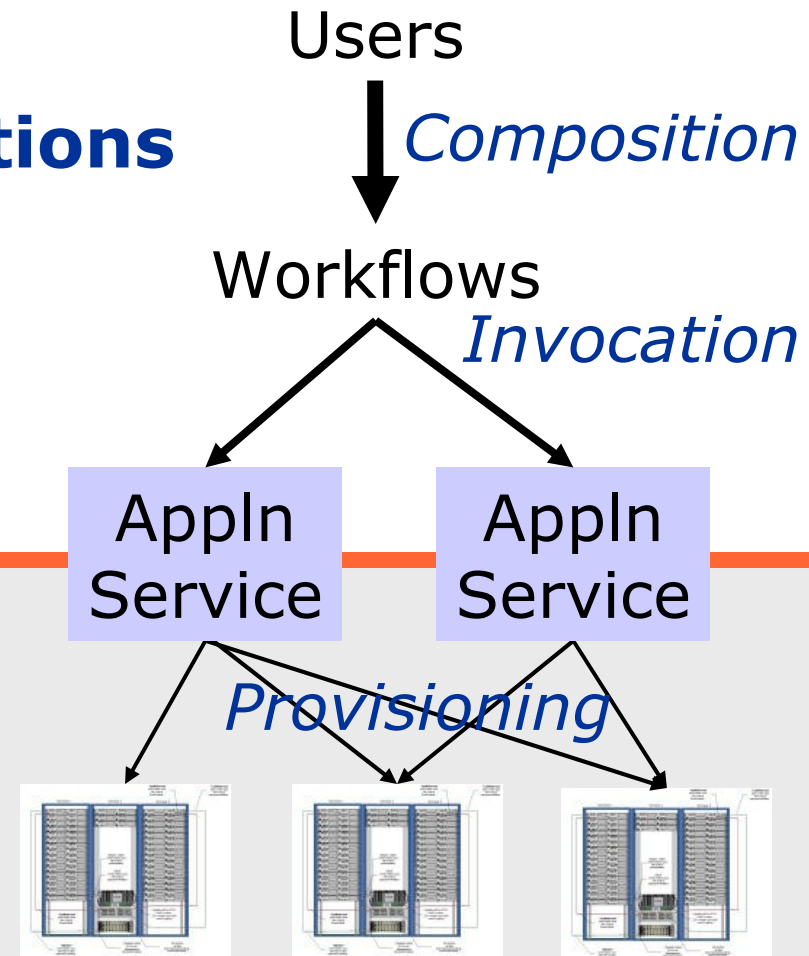 Users
tions
Composition
Workflows
Invocation
Appln
Service
Appln
Service
Provisioning